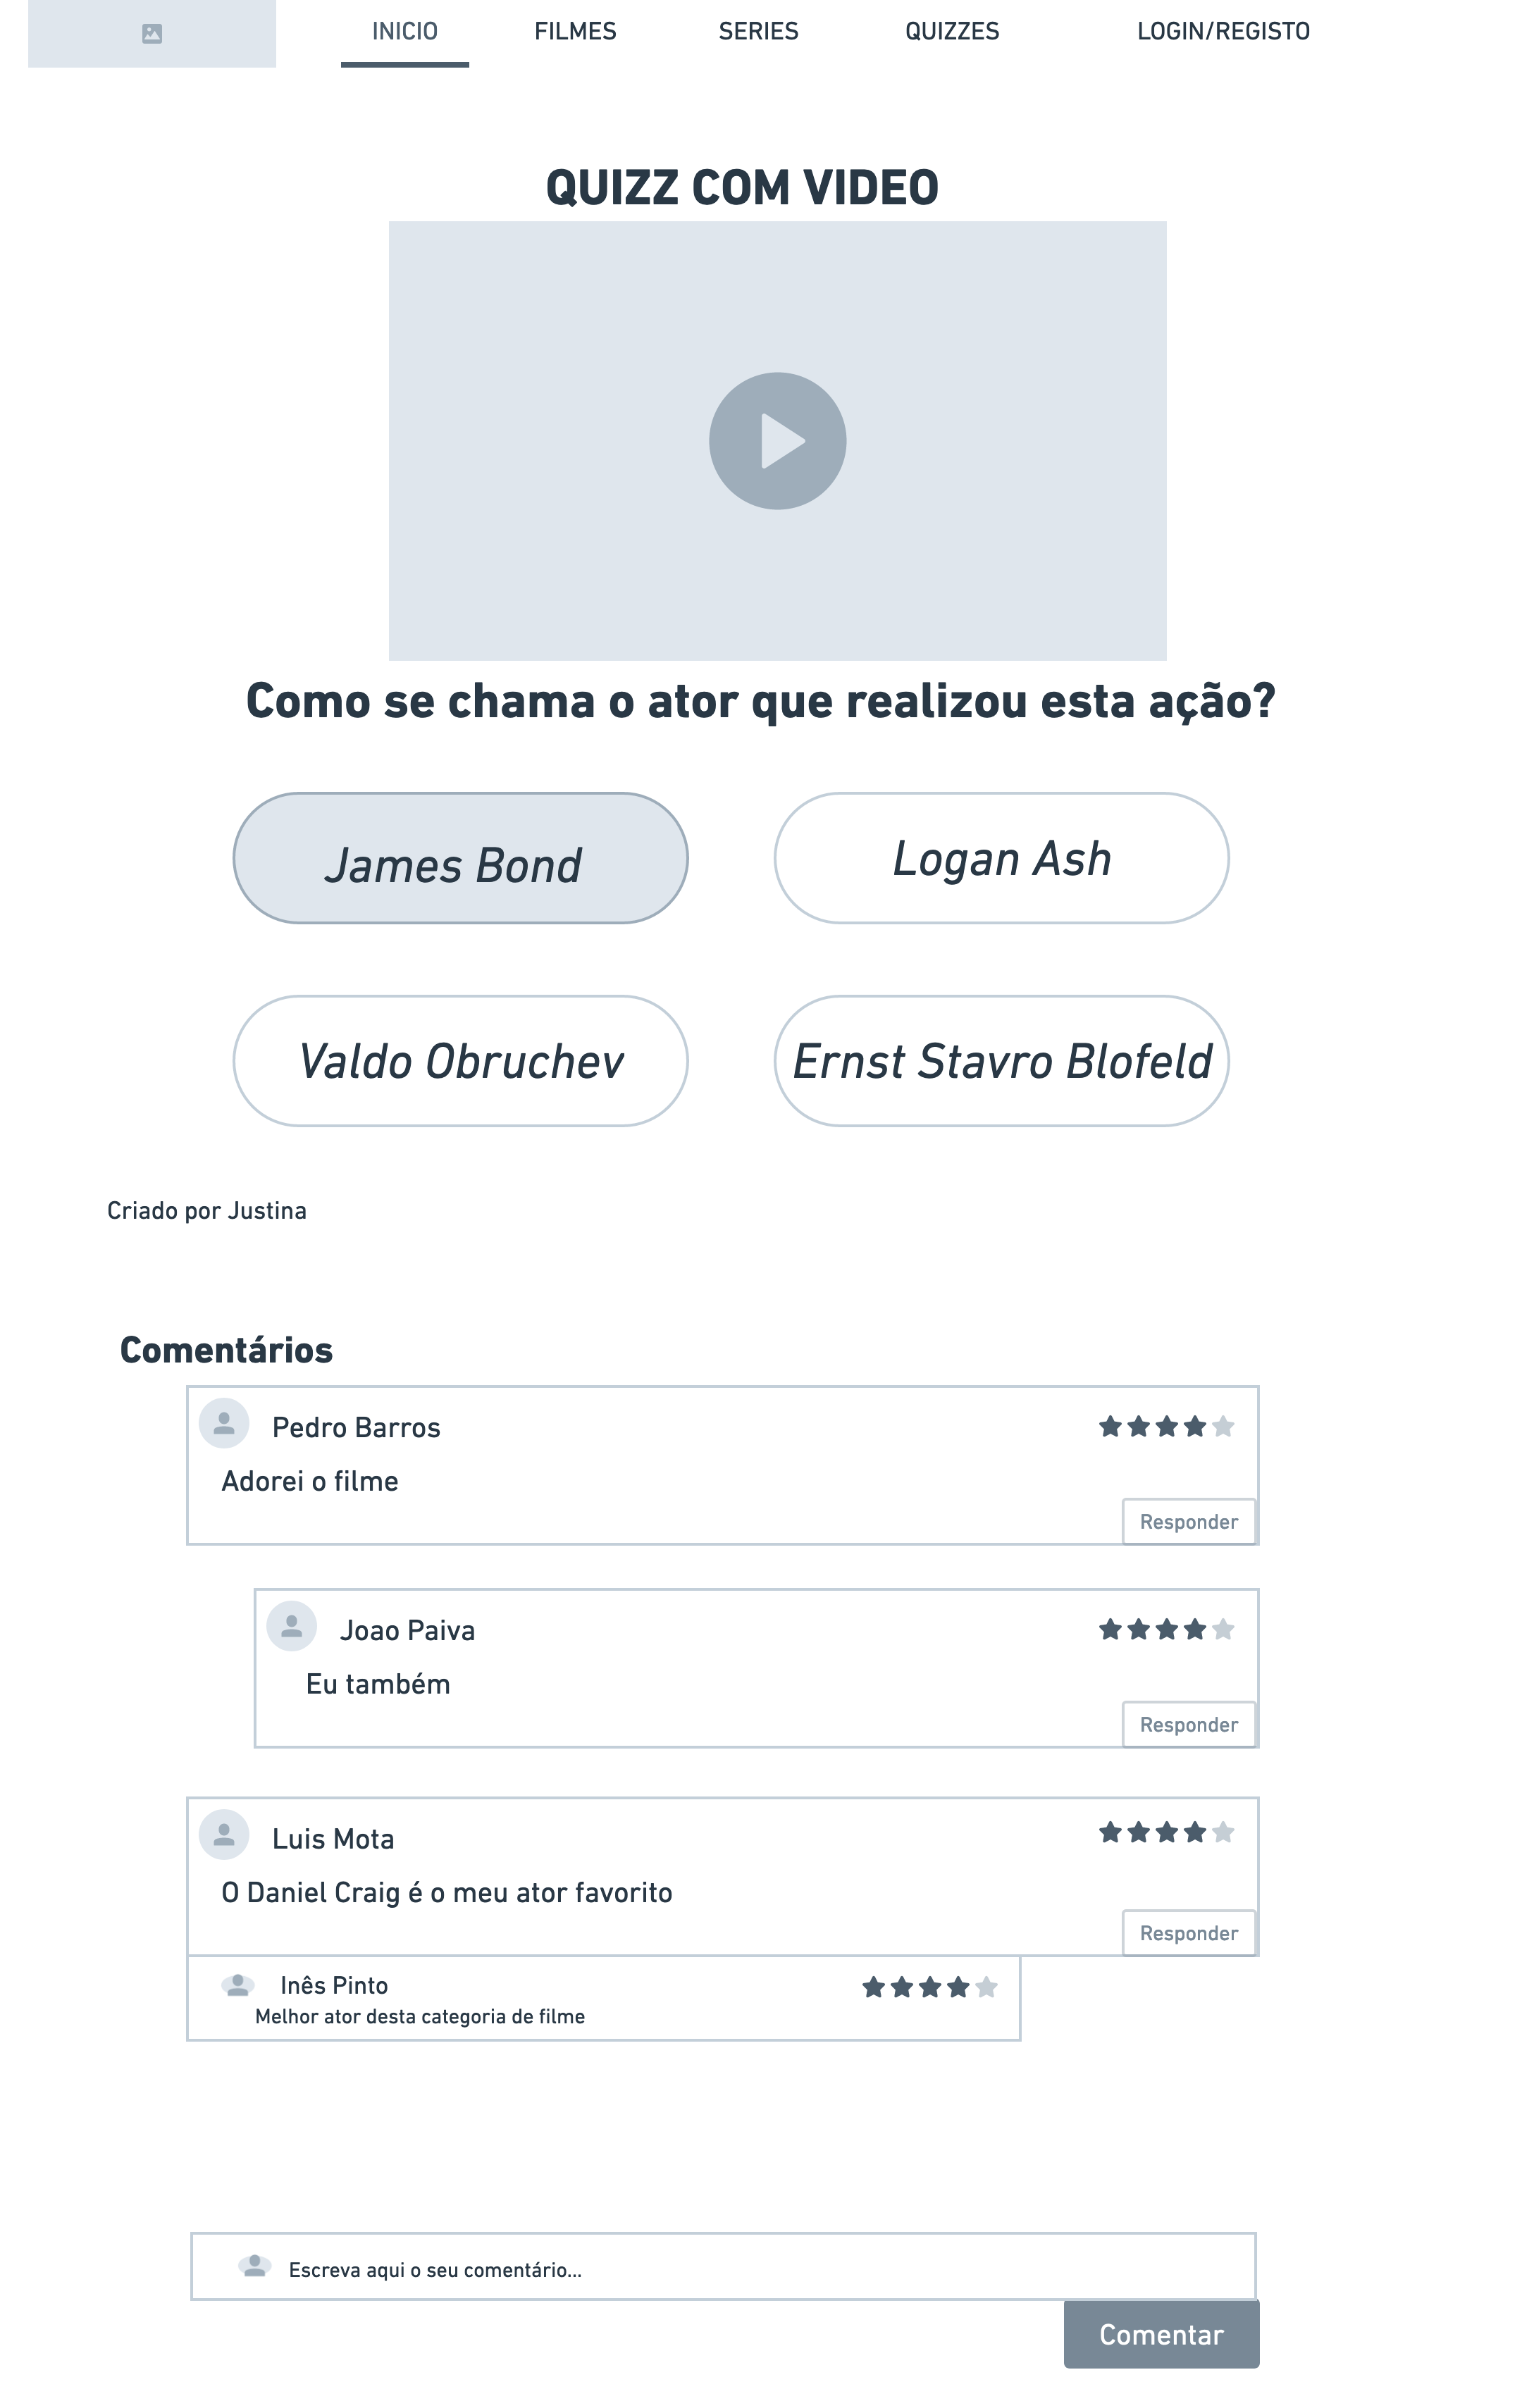 INICIO FILMES SERIES QUIZZES LOGIN/REGISTO
QUIZZ COM VIDEO
Como se chama o ator que realizou esta ação?
James Bond
Logan Ash
Valdo Obruchev
Ernst Stavro Blofeld
Criado por Justina
Comentários
Pedro Barros
Adorei o filme
Responder
Joao Paiva
Eu também
Responder
Luis Mota
O Daniel Craig é o meu ator favorito
Responder
Inês Pinto
Melhor ator desta categoria de filme
Escreva aqui o seu comentário...
Comentar